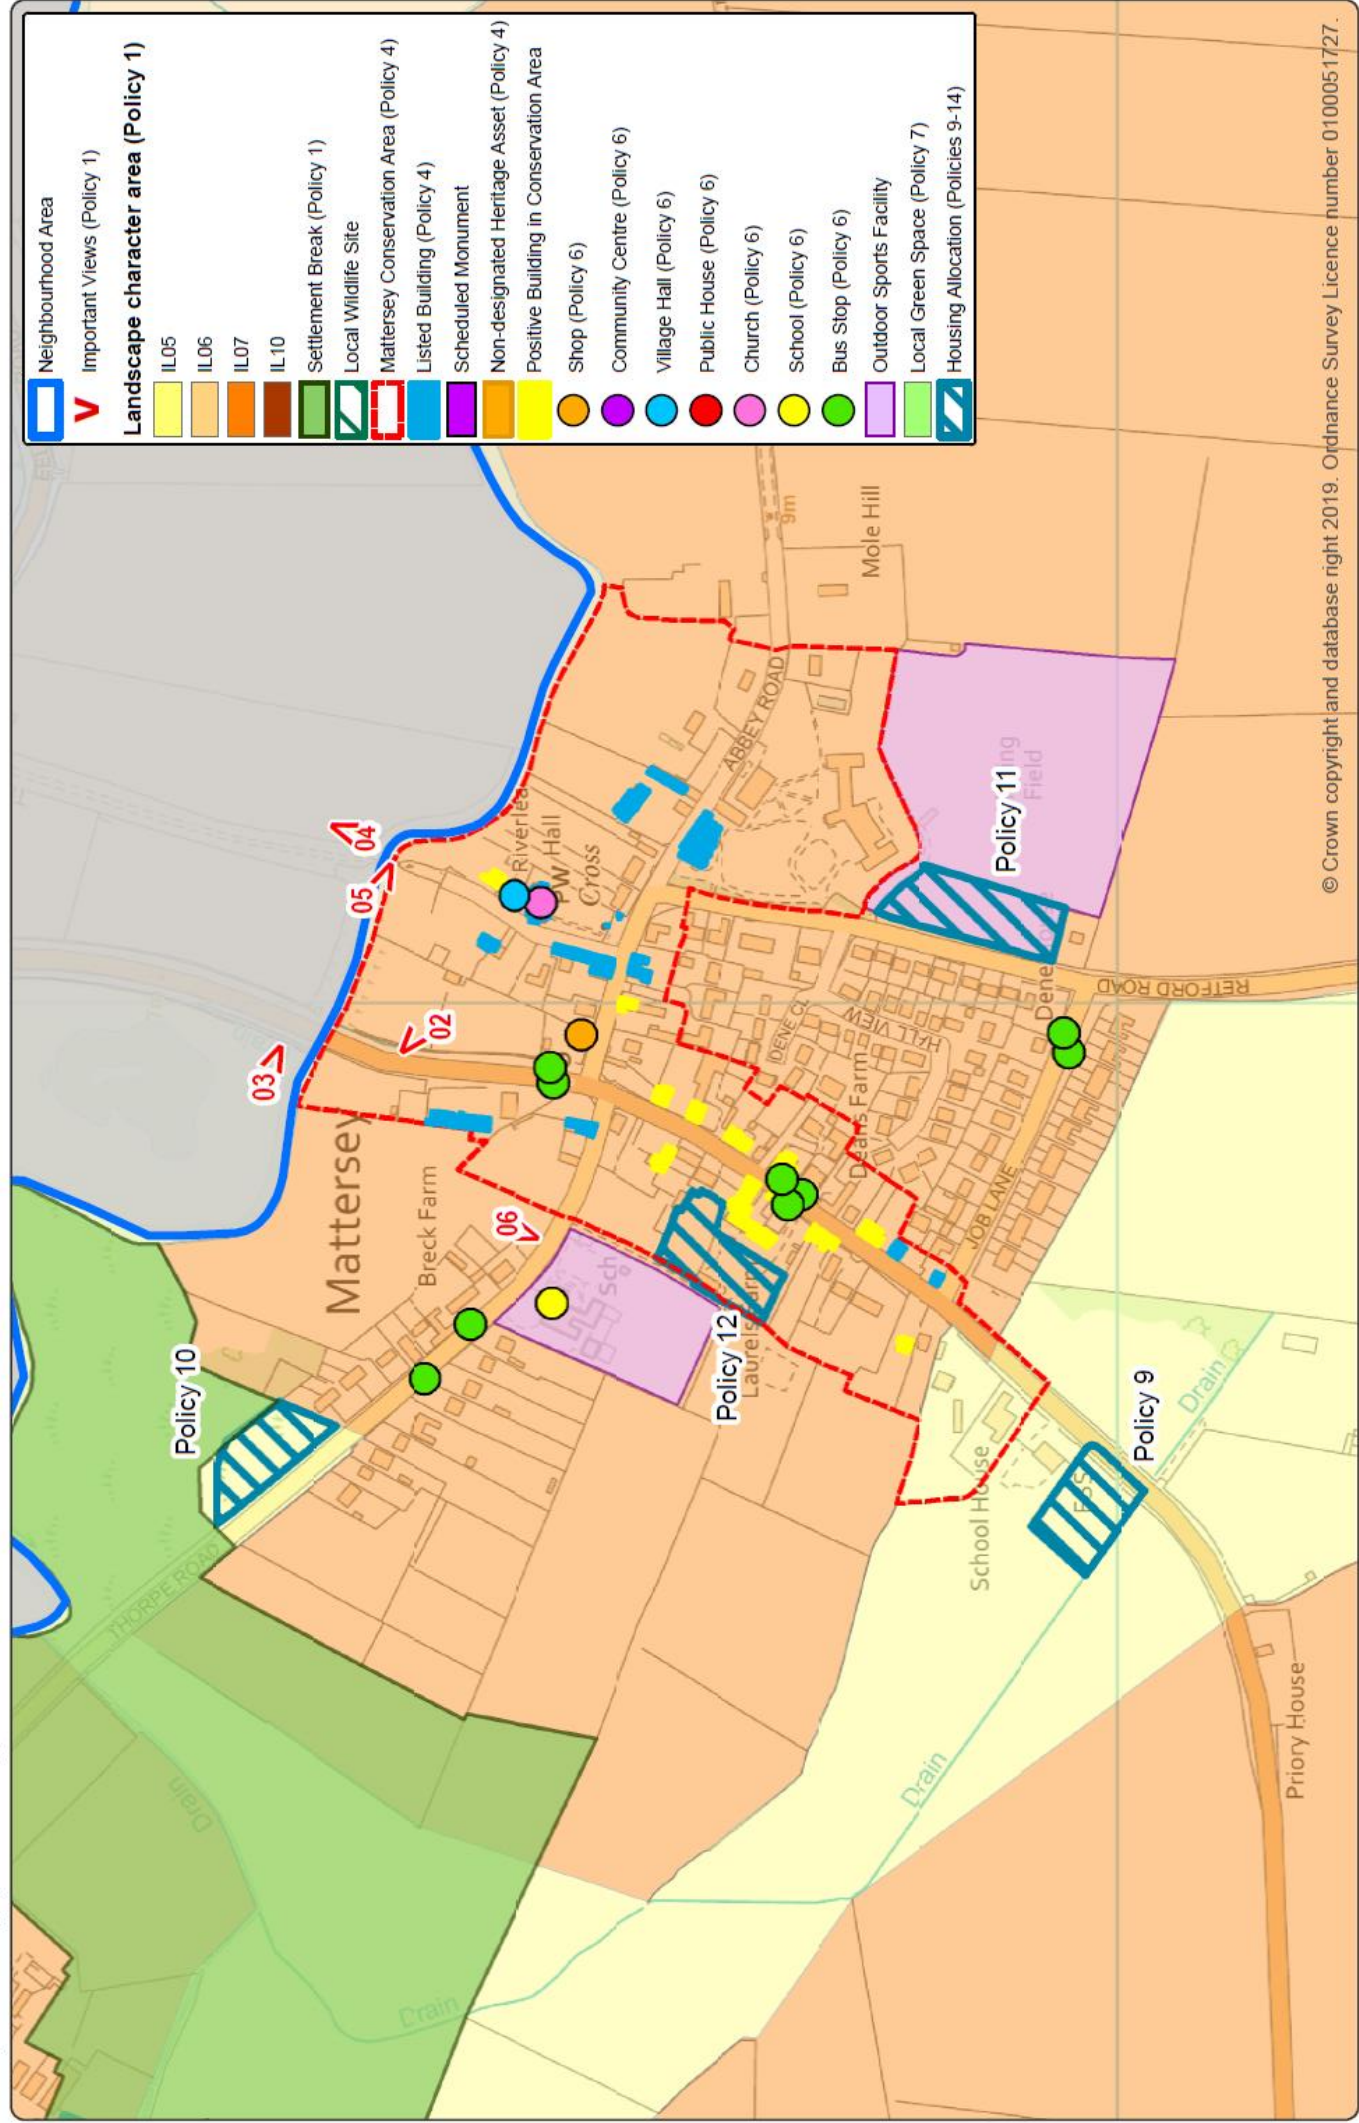 Neighbourhood Area
Important Views (Policy 1)
Landscape character area (Policy 1)
IL05
IL06
IL07
IL10
Settlement Break (Policy 1)
Local Wildlife Site
Mattersey Conservation Area (Policy 4)
Listed Building (Policy 4)
Scheduled Monument
Non-designated Heritage Asset (Policy 4)
Positive Building in Conservation Area
Shop (Policy 6)
Community Centre (Policy 6)
Village Hall (Policy 6)
Public House (Policy 6)
Church (Policy 6)
School (Policy 6)
Bus Stop (Policy 6)
Outdoor Sports Facility
Local Green Space (Policy 7)
Housing Allocation (Policies 9-14)
THORPE ROAD
Policy 10
Drain
Drain
Mattersey
Breck Farm
03
02
05
04
06
Sch
Riverlea
Hall
Cross
ABBEY ROAD
9m
Mole Hill
Policy 12
DENE CL
HALL VIEW
Deans Farm
JOB LANE
Policy 11
Field
RETFORD ROAD
School House
ESS
Policy 9
Drain
Drain
Priory House
© Crown copyright and database right 2019. Ordnance Survey Licence number 0100051727.